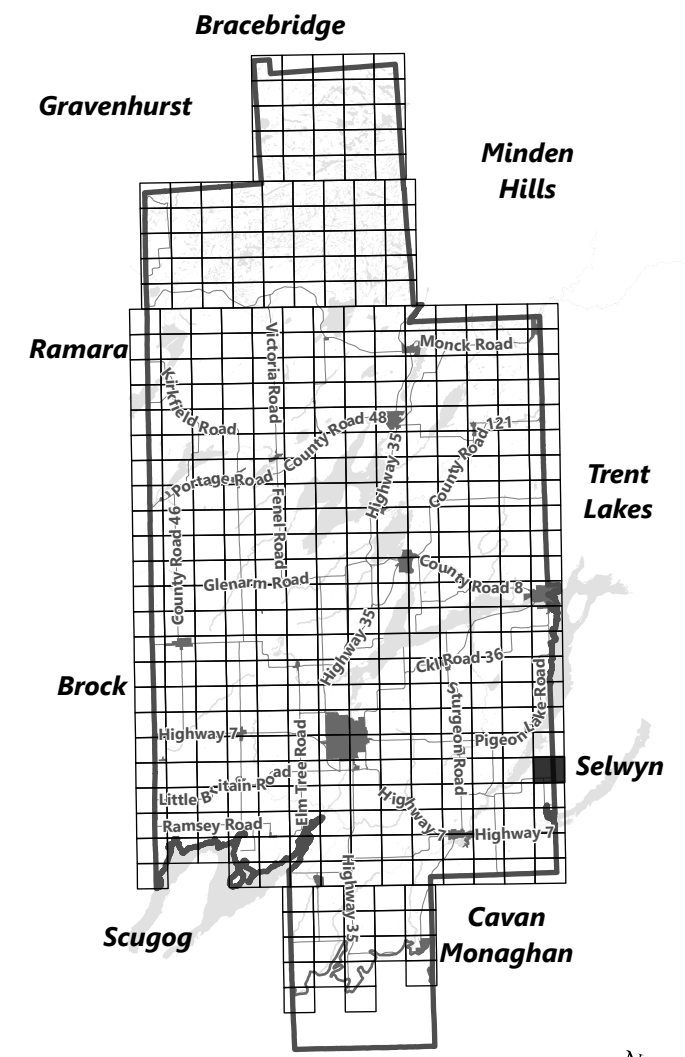 Bracebridge
Gravenhurst
Minden
Hills
Ramara
Victoria Road
Monck Road
Kirkfield Road
County Road 48
Highway 35
County Road 121
Portage Road
Trent
Lakes
Fenel Road
County Road 46
Glenarm Road
County Road 8
Highway 35
Ckl Road 36
Brock
Sturgeon Road
Pigeon Lake Road
Highway 7
Elm Tree Road
Selwyn
Little Britain Road
Highway 7
Highway 7
Ramsey Road
Highway 35
Scugog
Cavan
Monaghan
N